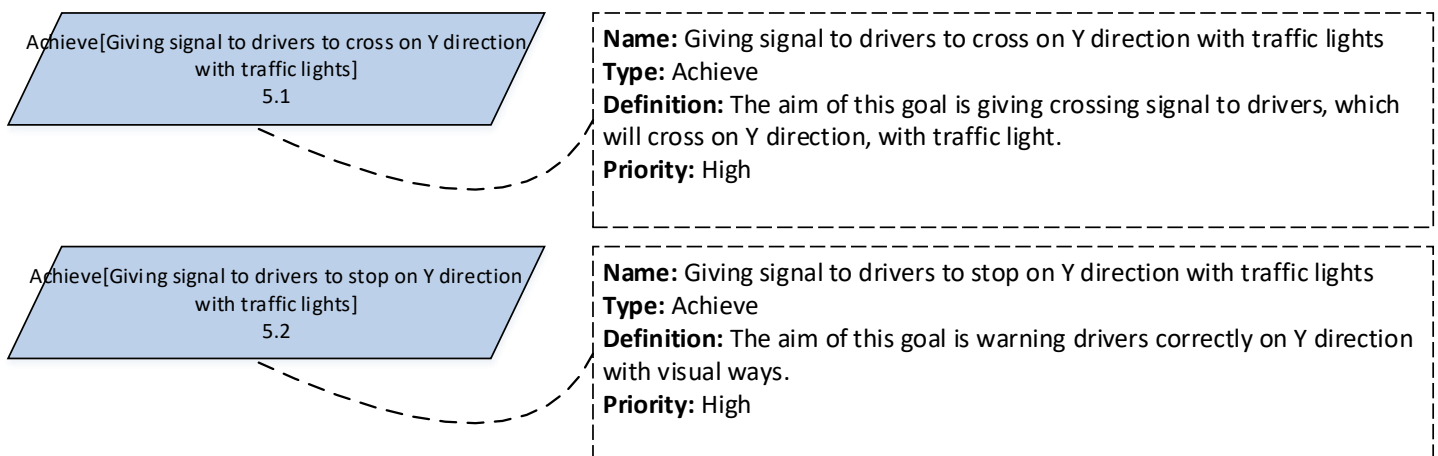 Achieve[Giving signal to drivers to cross on Y direction
with traffic lights]
5.1
Name: Giving signal to drivers to cross on Y direction with traffic lights
Type: Achieve
Definition: The aim of this goal is giving crossing signal to drivers, which
will cross on Y direction, with traffic light.
Priority: High
Achieve[Giving signal to drivers to stop on Y direction
with traffic lights]
5.2
Name: Giving signal to drivers to stop on Y direction with traffic lights
Type: Achieve
Definition: The aim of this goal is warning drivers correctly on Y direction
with visual ways.
Priority: High